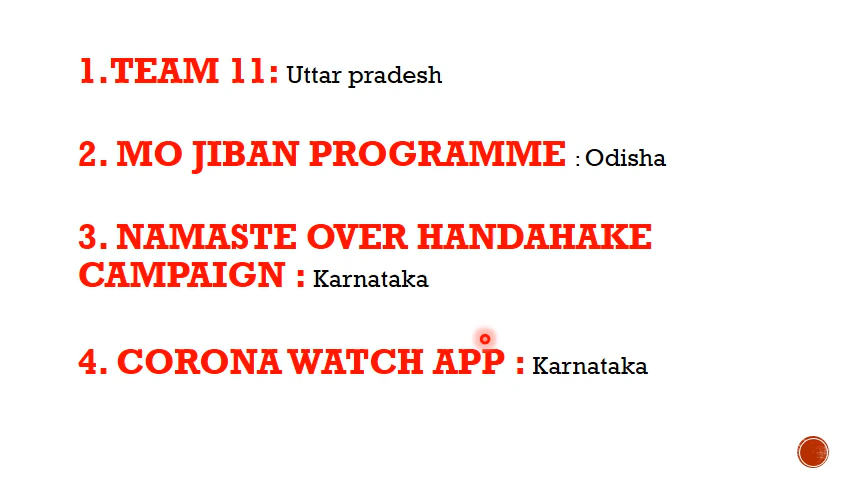 1.TEAM 11: Uttar pradesh
2. MO JIBAN PROGRAMME : Odisha
3. NAMASTE OVER HANDAHAKE
CAMPAIGN : Karnataka
4. CORONA WATCH APP : Karnataka